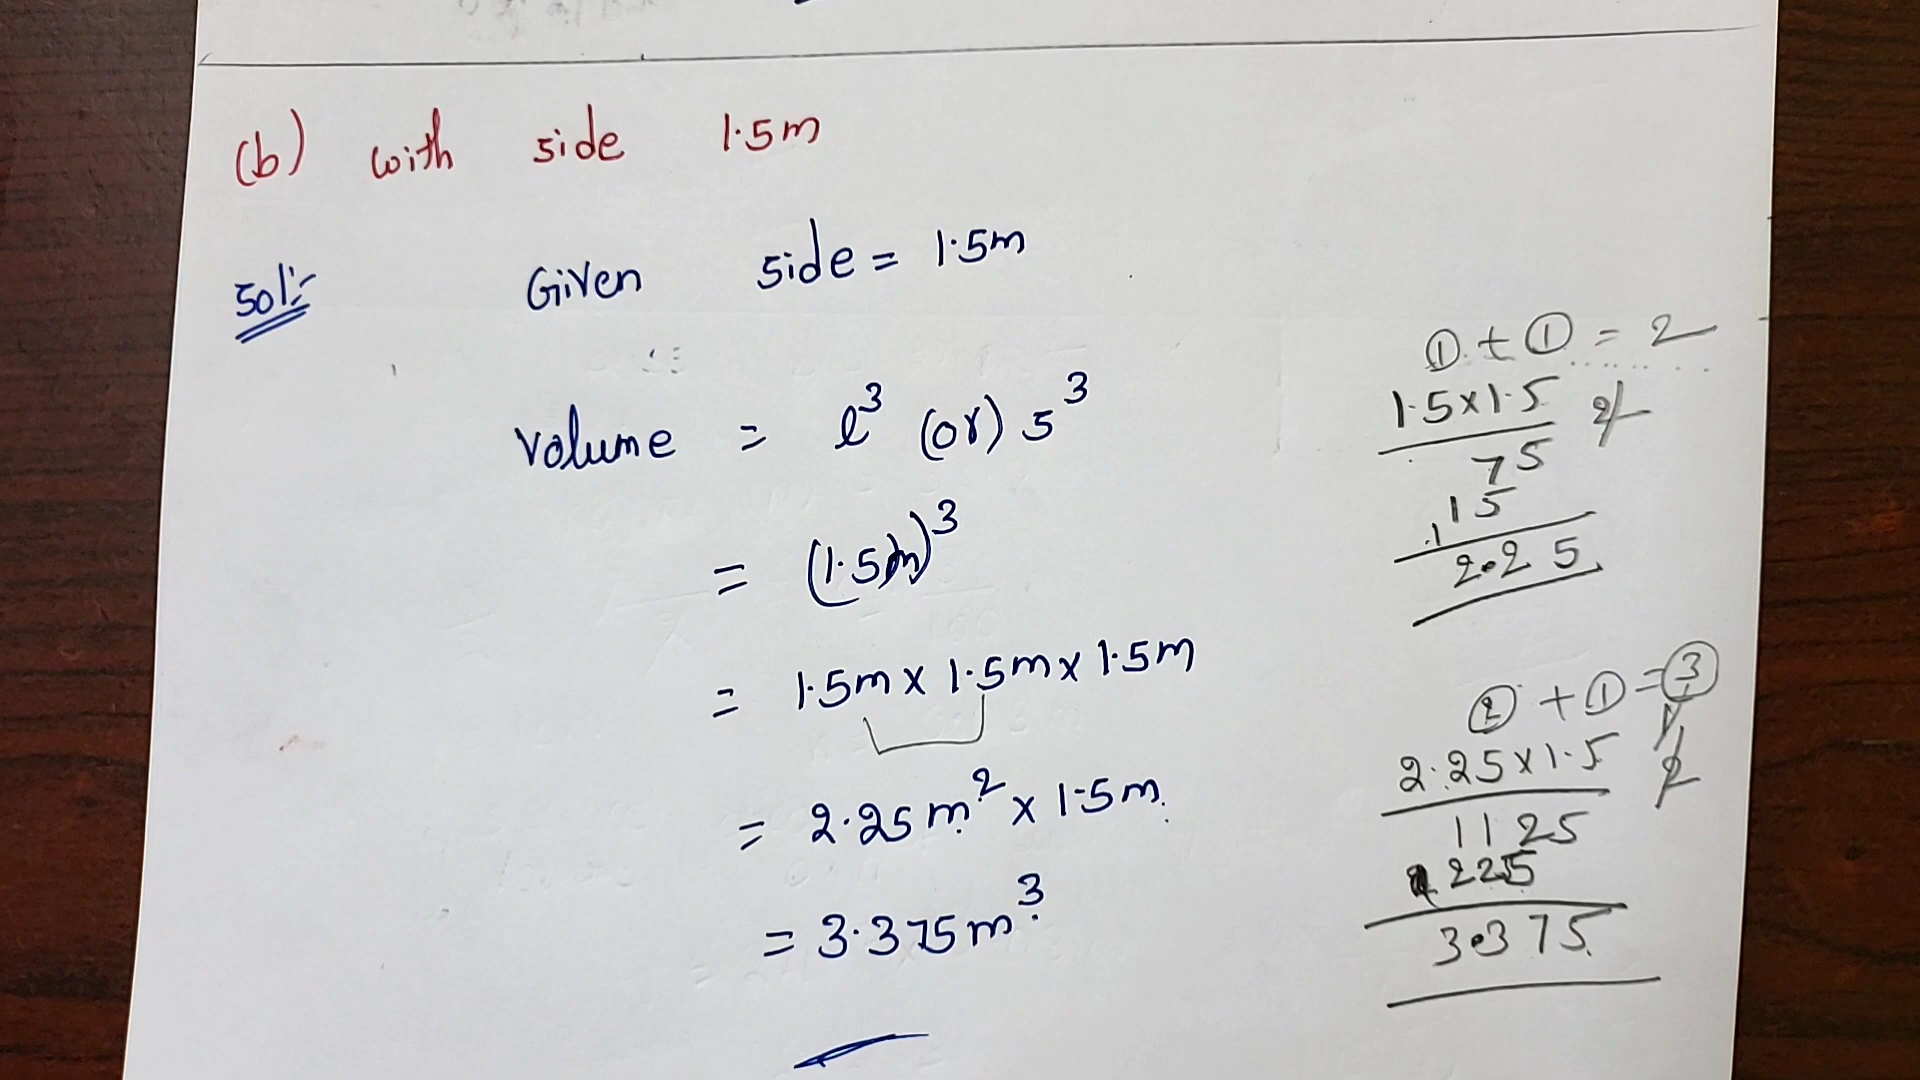 (b) with side 1.5m
Sol:- Given side = 1.5m
Volume = l³ (or) s³
= (1.5m)³
= 1.5m x 1.5m x 1.5m
= 2.25m² x 1.5m
= 3.375m³
① + ① = 2
1.5x1.5
75
15
1
2.25
② + ① = ③
2.25x1.5
1125
225
3.375